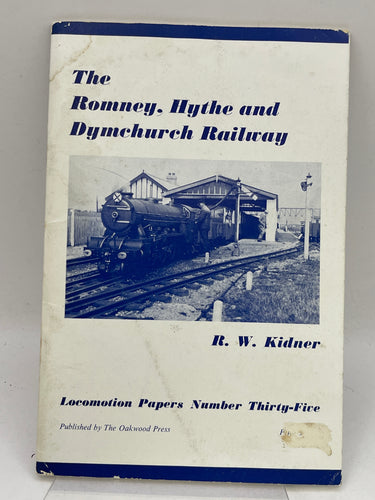 The
Romney, Hythe and
Dymchurch Railway
R. W. Kidner
Locomotion Papers Number Thirty-Five
Published by The Oakwood Press